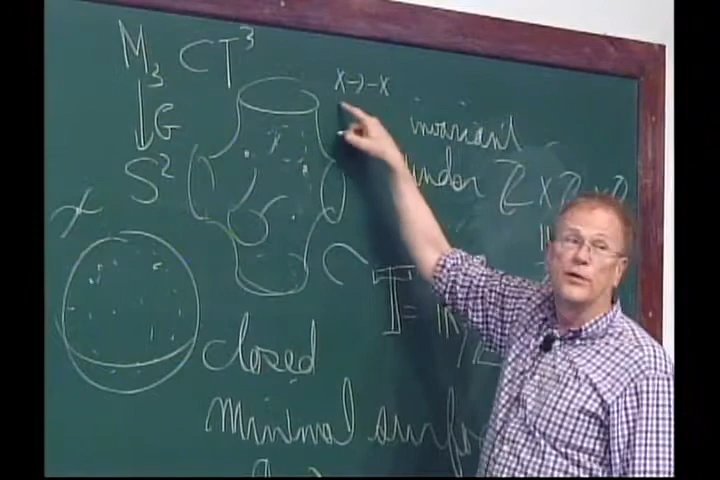 M₃ ⊂ T³
x→-x
↓G
invariant
S²
under Z×Z×Z
T =
closed
minimal surf